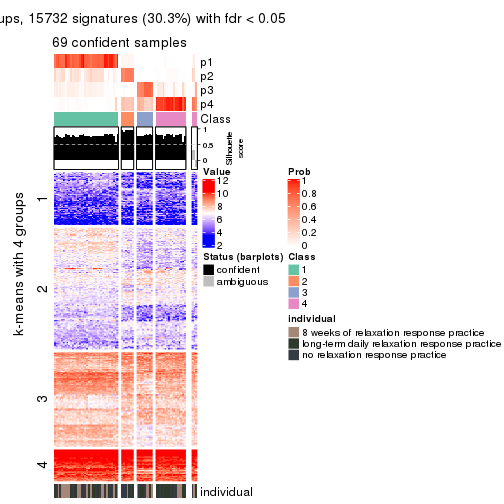 ups, 15732 signatures (30.3%) with fdr < 0.05
69 confident samples
p1
p2
p3
p4
Class
1
0.5
0
Silhouette
score
k-means with 4 groups
1
2
3
4
individual
Value
12
10
8
6
4
2
Prob
1
0.8
0.6
0.4
0.2
0
Status (barplots)
confident
ambiguous
Class
1
2
3
4
individual
8 weeks of relaxation response practice
long-term daily relaxation response practice
no relaxation response practice